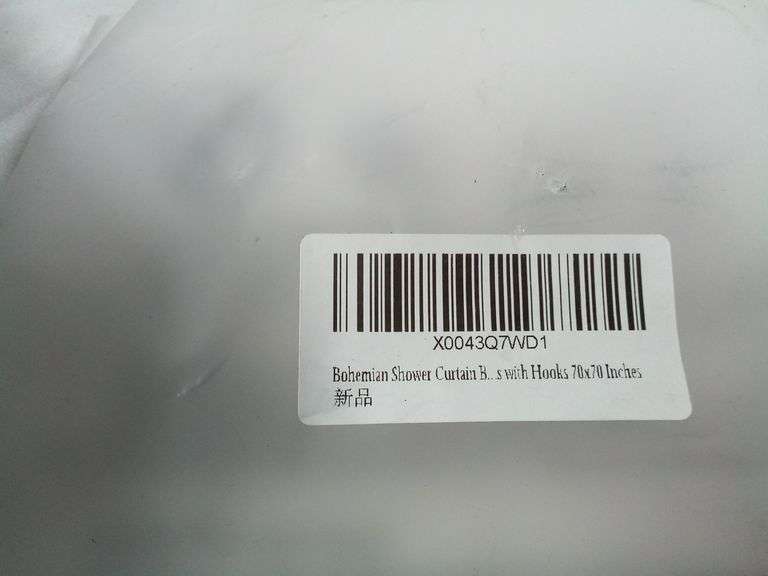 X0043Q7WD1
Bohemian Shower Curtain B...s with Hooks 70x70 Inches
新品